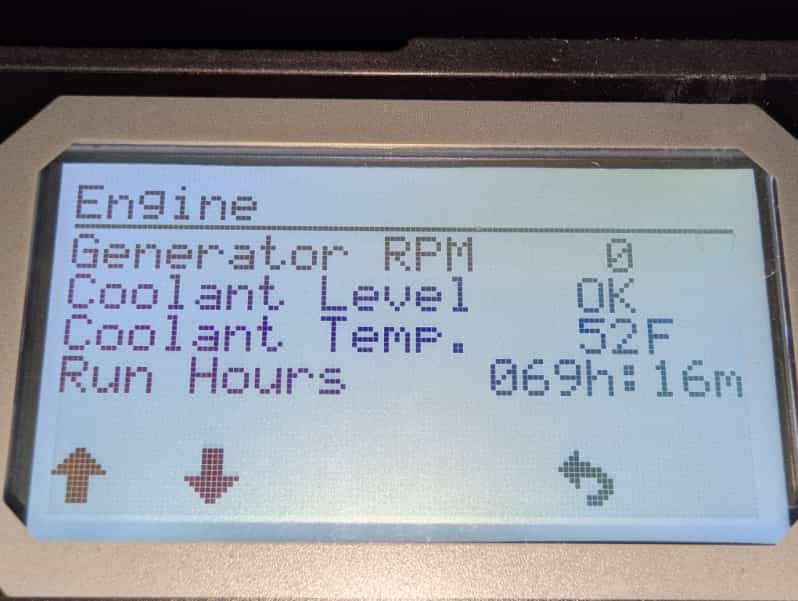 Engine
Generator RPM 0
Coolant Level OK
Coolant Temp. 52F
Run Hours 069h:16m